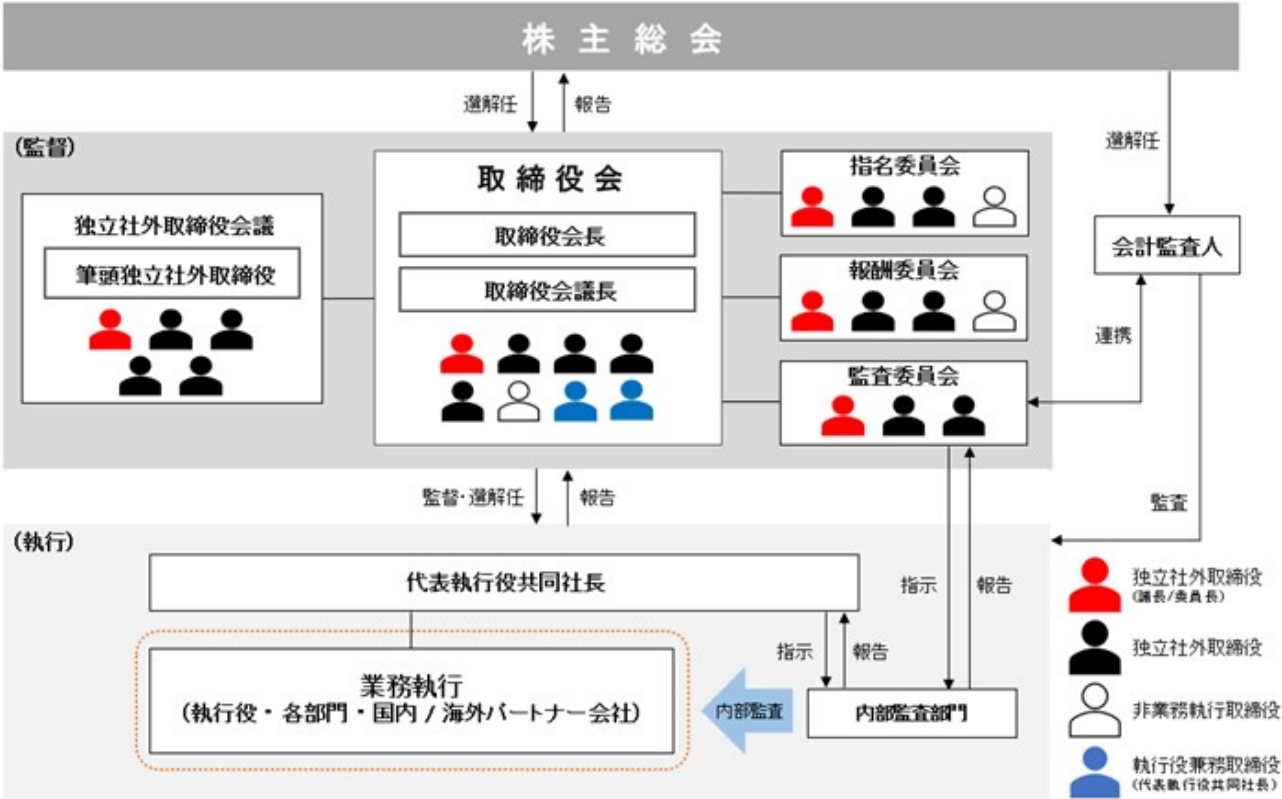 株主総会
選解任
報告
選解任
(監督)
取締役会
取締役会長
取締役会議長
独立社外取締役会議
筆頭独立社外取締役
指名委員会
報酬委員会
監査委員会
会計監査人
連携
監督・選解任
報告
監査
(執行)
代表執行役共同社長
指示
報告
指示
報告
業務執行
(執行役・各部門・国内/海外パートナー会社)
内部監査
内部監査部門
独立社外取締役
(議長/委員長)
独立社外取締役
非業務執行取締役
執行役兼務取締役
(代表執行役共同社長)